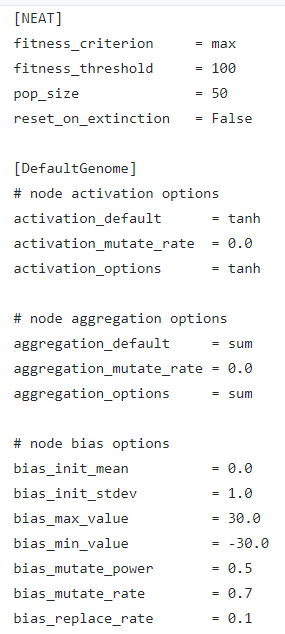 [NEAT]
fitness_criterion     = max
fitness_threshold     = 100
pop_size              = 50
reset_on_extinction   = False

[DefaultGenome]
# node activation options
activation_default      = tanh
activation_mutate_rate  = 0.0
activation_options      = tanh

# node aggregation options
aggregation_default     = sum
aggregation_mutate_rate = 0.0
aggregation_options     = sum

# node bias options
bias_init_mean          = 0.0
bias_init_stdev         = 1.0
bias_max_value          = 30.0
bias_min_value          = -30.0
bias_mutate_power       = 0.5
bias_mutate_rate        = 0.7
bias_replace_rate       = 0.1